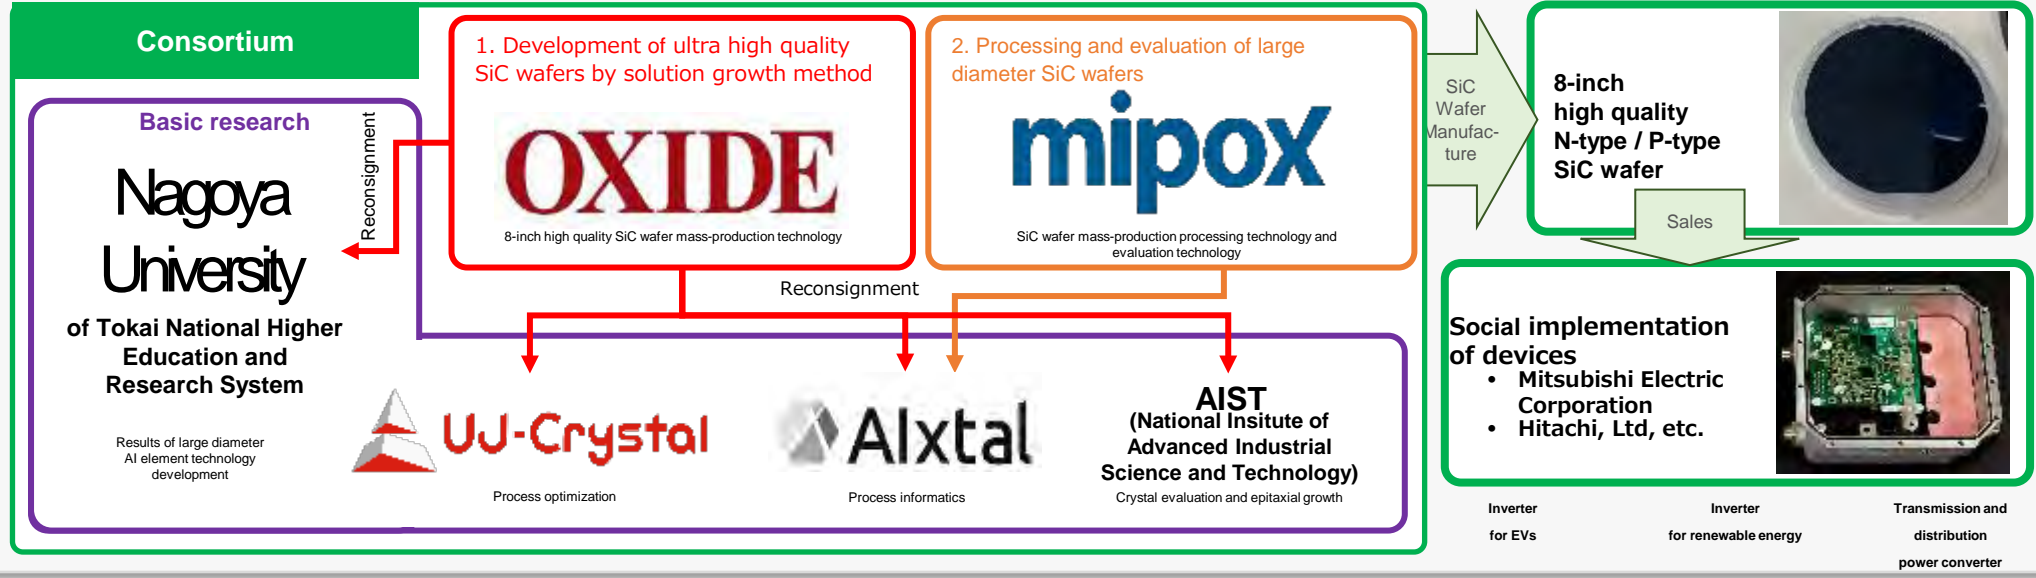 Consortium
1. Development of ultra high quality
SiC wafers by solution growth method
OXIDE
8-inch high quality SiC wafer mass-production technology
2. Processing and evaluation of large
diameter SiC wafers
mipox
SiC wafer mass-production processing technology and
evaluation technology
Basic research
Nagoya
University
of Tokai National Higher
Education and
Research System
Results of large diameter
AI element technology
development
Reconsignment
Reconsignment
UJ-Crystal
Process optimization
AIxtal
Process informatics
AIST
(National Insitute of
Advanced Industrial
Science and Technology)
Crystal evaluation and epitaxial growth
SiC
Wafer
Manufac-
ture
8-inch
high quality
N-type / P-type
SiC wafer
Sales
Social implementation
of devices
• Mitsubishi Electric
Corporation
• Hitachi, Ltd, etc.
Inverter
for EVs
Inverter
for renewable energy
Transmission and
distribution
power converter